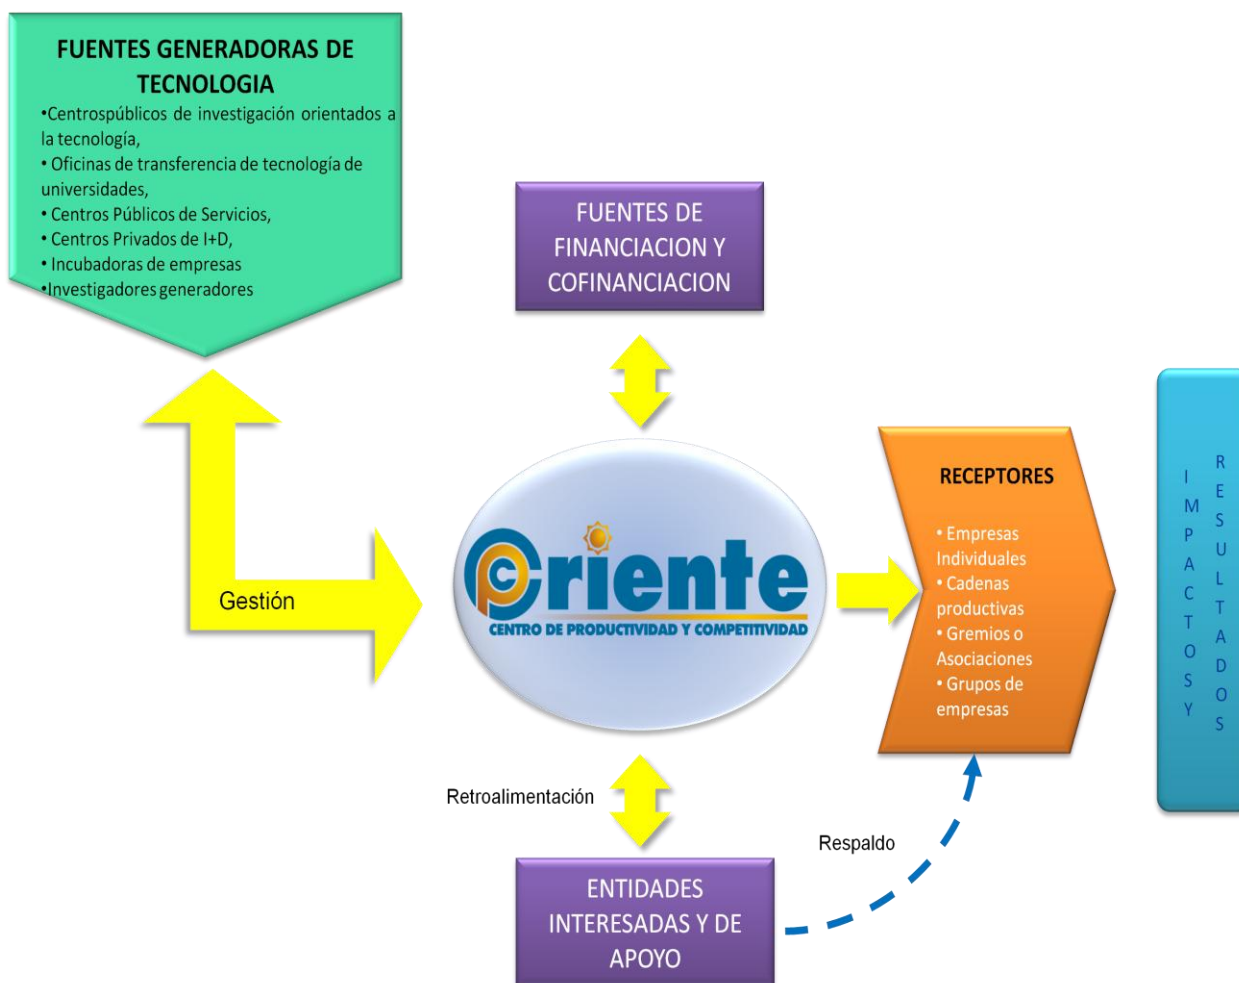 FUENTES GENERADORAS DE
TECNOLOGIA
•Centrospúblicos de investigación orientados a
la tecnología,
• Oficinas de transferencia de tecnología de
universidades,
• Centros Públicos de Servicios,
• Centros Privados de I+D,
• Incubadoras de empresas
•Investigadores generadores
FUENTES DE
FINANCIACION Y
COFINANCIACION
Gestión
CPC Oriente
CENTRO DE PRODUCTIVIDAD Y COMPETITIVIDAD
RECEPTORES
• Empresas
Individuales
• Cadenas
productivas
• Gremios o
Asociaciones
• Grupos de
empresas
IMPACTOSY
RESULTADOS
Retroalimentación
Respaldo
ENTIDADES
INTERESADAS Y DE
APOYO